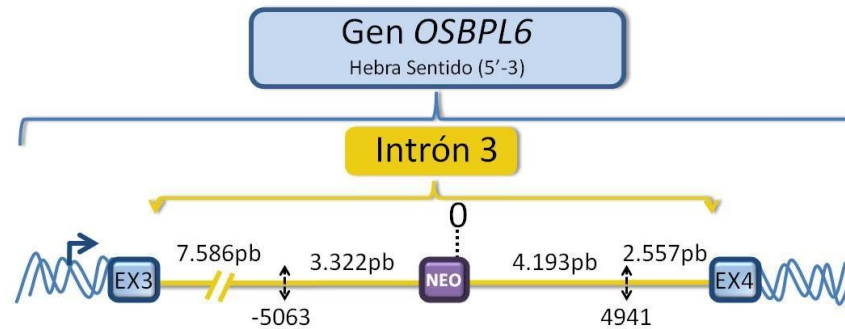 Gen OSBPL6
Hebra Sentido (5´-3)
Intrón 3
0
7.586pb 3.322pb 4.193pb 2.557pb
EX3 NEO EX4
-5063 4941